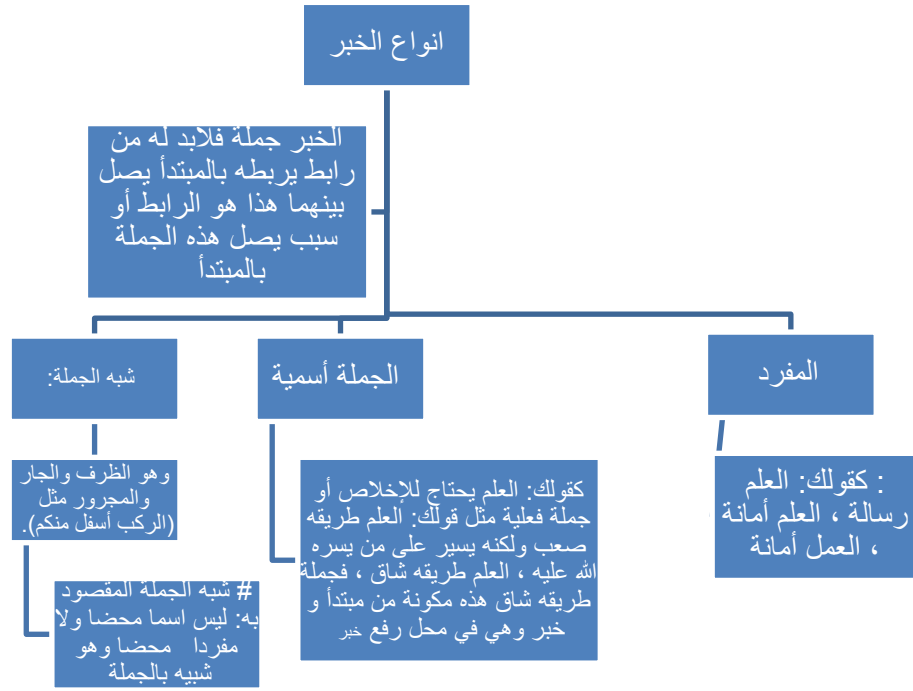 انواع الخبر
الخبر جملة فلابد له من
رابط يربطه بالمبتدأ يصل
بينهما هذا هو الرابط أو
سبب يصل هذه الجملة
بالمبتدأ
المفرد
: كقولك: العلم
رسالة ، العلم أمانة
، العمل أمانة
الجملة أسمية
كقولك: العلم يحتاج للإخلاص أو
جملة فعلية مثل قولك: العلم طريقه
صعب ولكنه يسير على من يسره
الله عليه ، العلم طريقه شاق ، فجملة
طريقه شاق هذه مكونة من مبتدأ و
خبر وهي في محل رفع خبر
شبه الجملة:
وهو الظرف والجار
والمجرور مثل
(الركب أسفل منكم).
# شبه الجملة المقصود
به: ليس اسما محضا ولا
مفردا محضا وهو
شبيه بالجملة